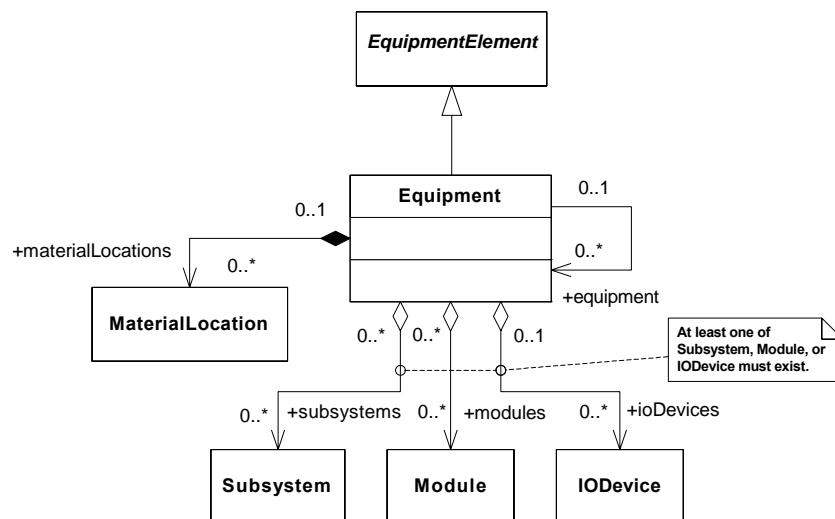 EquipmentElement
Equipment
0..1
0..1
+materialLocations
0..*
0..*
+equipment
MaterialLocation
0..*
0..*
0..1
At least one of
Subsystem, Module, or
IODevice must exist.
0..*
+subsystems
0..*
+modules
0..*
+ioDevices
Subsystem
Module
IODevice